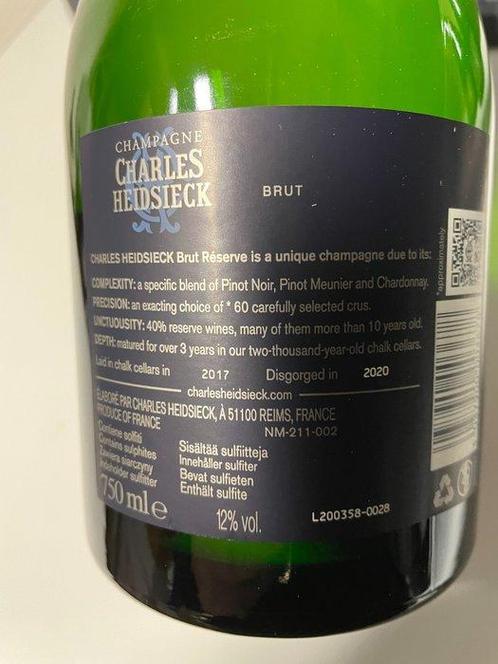 CHAMPAGNE
CHARLES
HEIDSIECK
BRUT
CHARLES HEIDSIECK Brut Réserve is a unique champagne due to its:
COMPLEXITY: a specific blend of Pinot Noir, Pinot Meunier and Chardonnay.
PRECISION: an exacting choice of * 60 carefully selected crus.
UNCTUOUSITY: 40% reserve wines, many of them more than 10 years old.
DEPTH: matured for over 3 years in our two-thousand-year-old chalk cellars.
Laid in chalk cellars in 2017 Disgorged in 2020
charlesheidsieck.com
ÉLABORÉ PAR CHARLES HEIDSIECK, À 51100 REIMS, FRANCE
PRODUCE OF FRANCE
NM-211-002
Contiene solfiti
Contains sulphites
Zawiera siarczyny
Indeholder sulfitter
Sisältää sulfiitteja
Innehåller sulfiter
Bevat sulfieten
Enthält sulfite
750 ml e
12% vol.
L200358-0028
*approximately